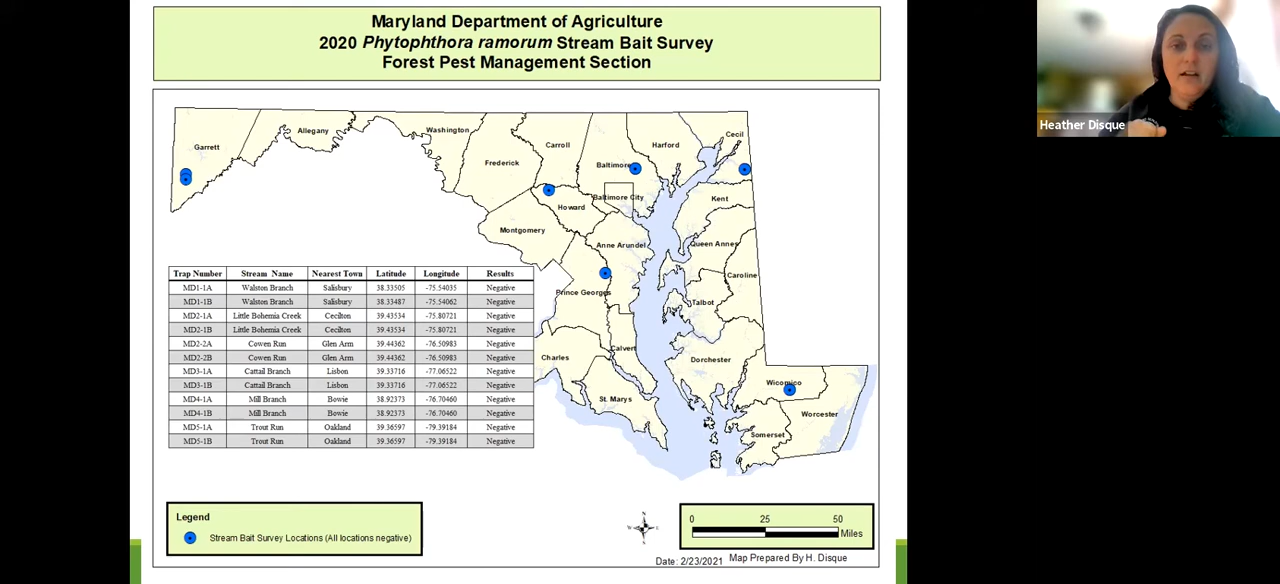 Maryland Department of Agriculture
2020 Phytophthora ramorum Stream Bait Survey
Forest Pest Management Section
Heather Disque
Garrett
Allegany
Washington
Frederick
Carroll
Baltimore
Harford
Cecil
Howard
Baltimore City
Kent
Montgomery
Anne Arundel
Queen Annes
Caroline
Prince Georges
Talbot
Calvert
Charles
Dorchester
St. Marys
Wicomico
Worcester
Somerset
Trap Number Stream Name Nearest Town Latitude Longitude Results
MD1-1A Walston Branch Salisbury 38.33505 -75.54035 Negative
MD1-1B Walston Branch Salisbury 38.33487 -75.54062 Negative
MD2-1A Little Bohemia Creek Cecilton 39.43534 -75.80721 Negative
MD2-1B Little Bohemia Creek Cecilton 39.43534 -75.80721 Negative
MD2-2A Cowen Run Glen Arm 39.44362 -76.50983 Negative
MD2-2B Cowen Run Glen Arm 39.44362 -76.50983 Negative
MD3-1A Cattail Branch Lisbon 39.33716 -77.06522 Negative
MD3-1B Cattail Branch Lisbon 39.33716 -77.06522 Negative
MD4-1A Mill Branch Bowie 38.92373 -76.70460 Negative
MD4-1B Mill Branch Bowie 38.92373 -76.70460 Negative
MD5-1A Trout Run Oakland 39.36597 -79.39184 Negative
MD5-1B Trout Run Oakland 39.36597 -79.39184 Negative
Legend
Stream Bait Survey Locations (All locations negative)
N
W E
S
0 25 50
Miles
Date: 2/23/2021 Map Prepared By H. Disque